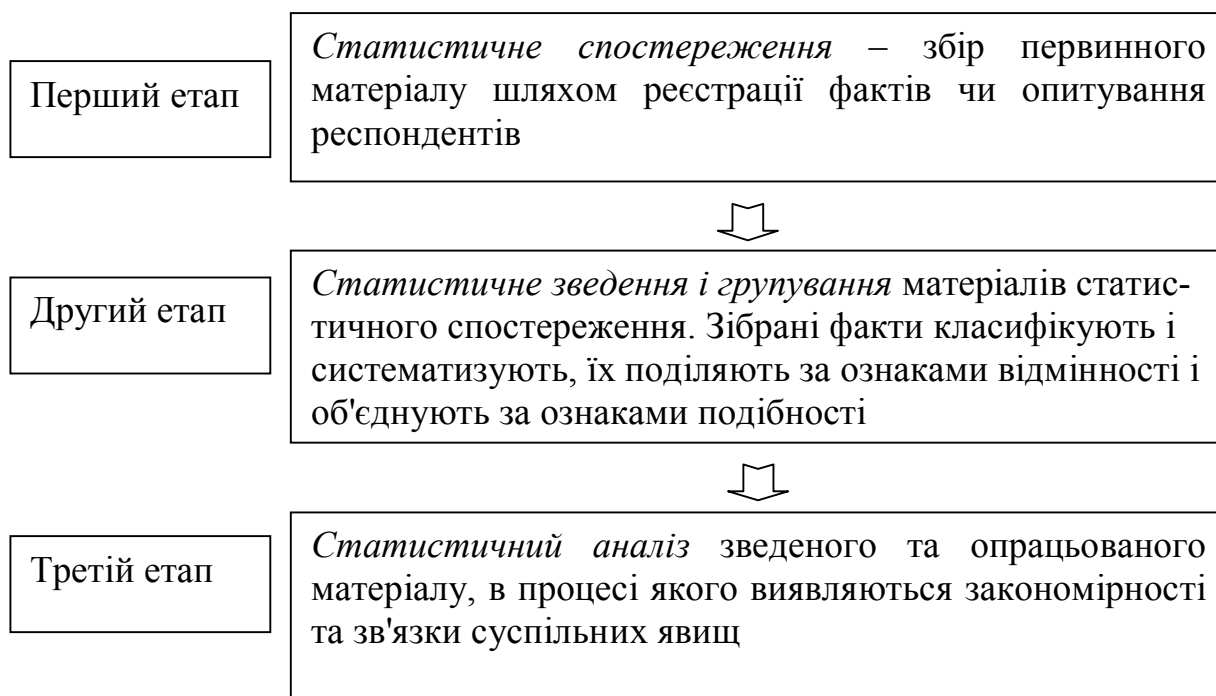 Перший етап
Статистичне спостереження – збір первинного
матеріалу шляхом реєстрації фактів чи опитування
респондентів
Другий етап
Статистичне зведення і групування матеріалів статис-
тичного спостереження. Зібрані факти класифікують і
систематизують, їх поділяють за ознаками відмінності і
об'єднують за ознаками подібності
Третій етап
Статистичний аналіз зведеного та опрацьованого
матеріалу, в процесі якого виявляються закономірності
та зв'язки суспільних явищ